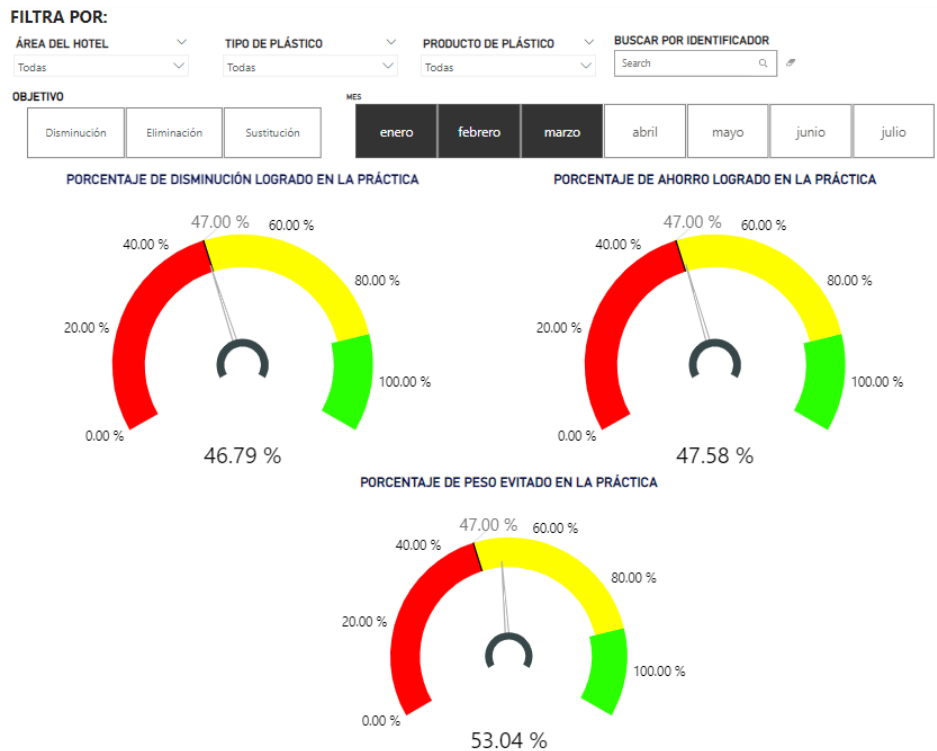 FILTRA POR:
ÁREA DEL HOTEL
Todas
TIPO DE PLÁSTICO
Todas
PRODUCTO DE PLÁSTICO
Todas
BUSCAR POR IDENTIFICADOR
Search
OBJETIVO
Disminución
Eliminación
Sustitución
MES
enero
febrero
marzo
abril
mayo
junio
julio
PORCENTAJE DE DISMINUCIÓN LOGRADO EN LA PRÁCTICA
0.00 %
20.00 %
40.00 %
47.00 %
60.00 %
80.00 %
100.00 %
46.79 %
PORCENTAJE DE AHORRO LOGRADO EN LA PRÁCTICA
0.00 %
20.00 %
40.00 %
47.00 %
60.00 %
80.00 %
100.00 %
47.58 %
PORCENTAJE DE PESO EVITADO EN LA PRÁCTICA
0.00 %
20.00 %
40.00 %
47.00 %
60.00 %
80.00 %
100.00 %
53.04 %